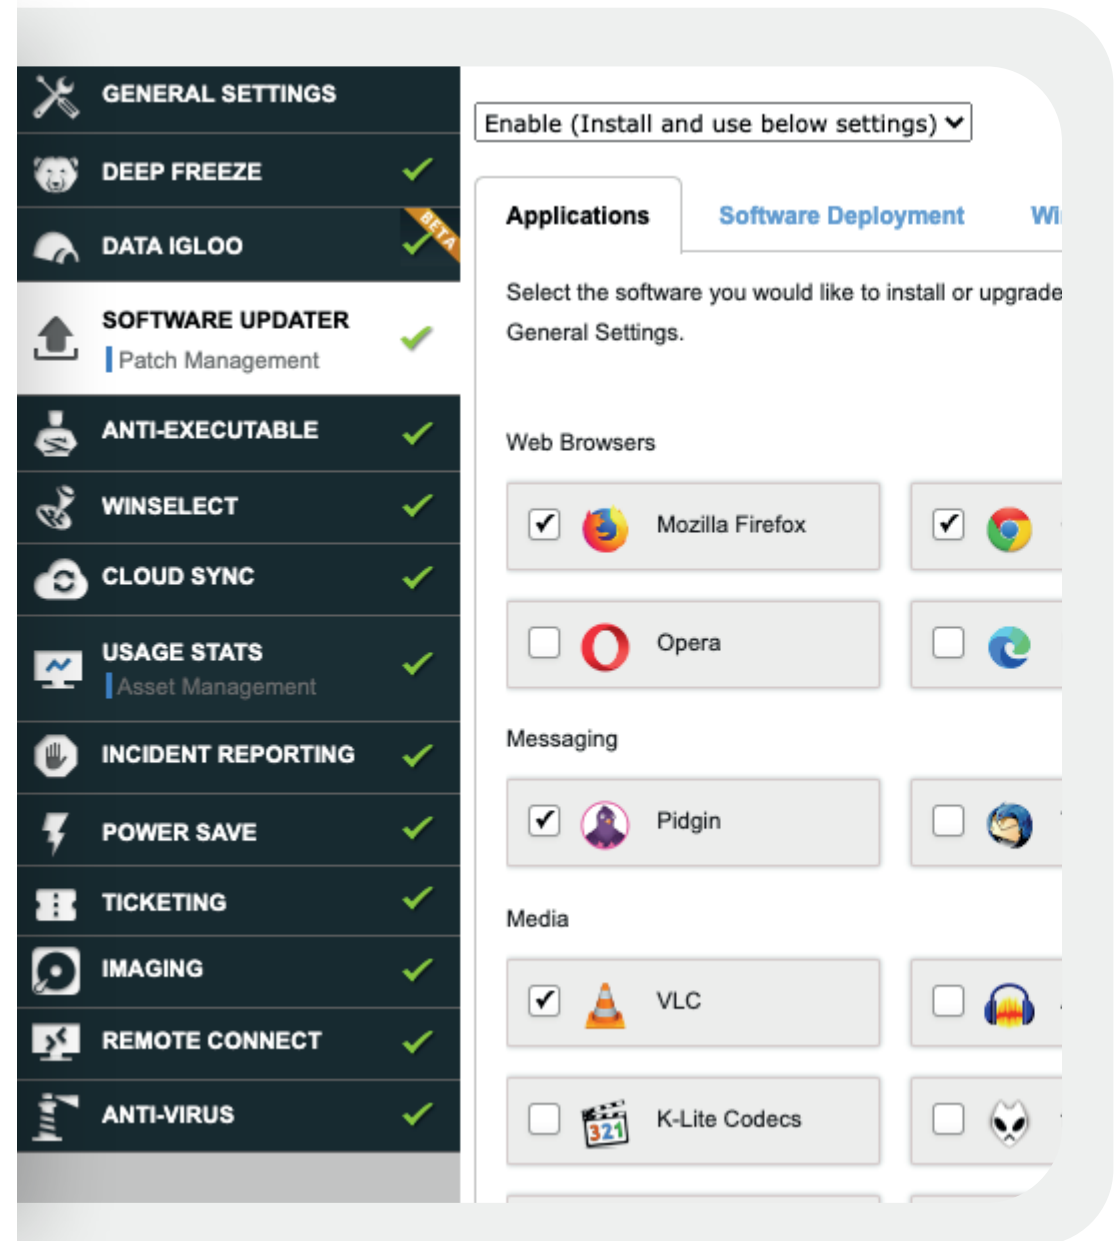 GENERAL SETTINGS
DEEP FREEZE
DATA IGLOO
BETA
SOFTWARE UPDATER
Patch Management
ANTI-EXECUTABLE
WINSELECT
CLOUD SYNC
USAGE STATS
Asset Management
INCIDENT REPORTING
POWER SAVE
TICKETING
IMAGING
REMOTE CONNECT
ANTI-VIRUS
Enable (Install and use below settings)
Applications
Software Deployment
Select the software you would like to install or upgrade
General Settings.
Web Browsers
Mozilla Firefox
Opera
Messaging
Pidgin
Media
VLC
321
K-Lite Codecs